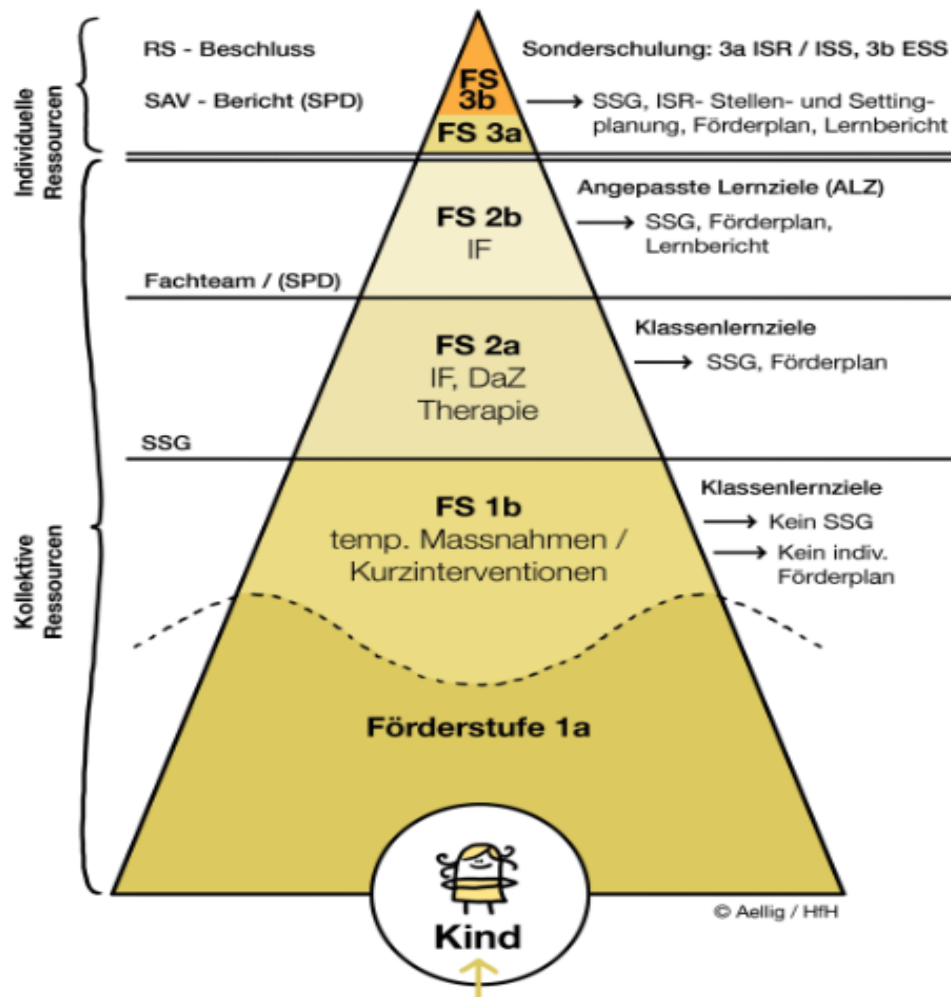 RS - Beschluss
Sonderschulung: 3a ISR / ISS, 3b ESS
SAV - Bericht (SPD)
FS
3b
SSG, ISR- Stellen- und Setting-
planung, Förderplan, Lernbericht
FS 3a
Individuelle
Ressourcen
Angepasste Lernziele (ALZ)
SSG, Förderplan,
Lernbericht
FS 2b
IF
Fachteam / (SPD)
Klassenlernziele
SSG, Förderplan
FS 2a
IF, DaZ
Therapie
SSG
Klassenlernziele
Kein SSG
Kein indiv.
Förderplan
FS 1b
temp. Massnahmen /
Kurzinterventionen
Kollektive
Ressourcen
Förderstufe 1a
© Aellig / HfH
Kind